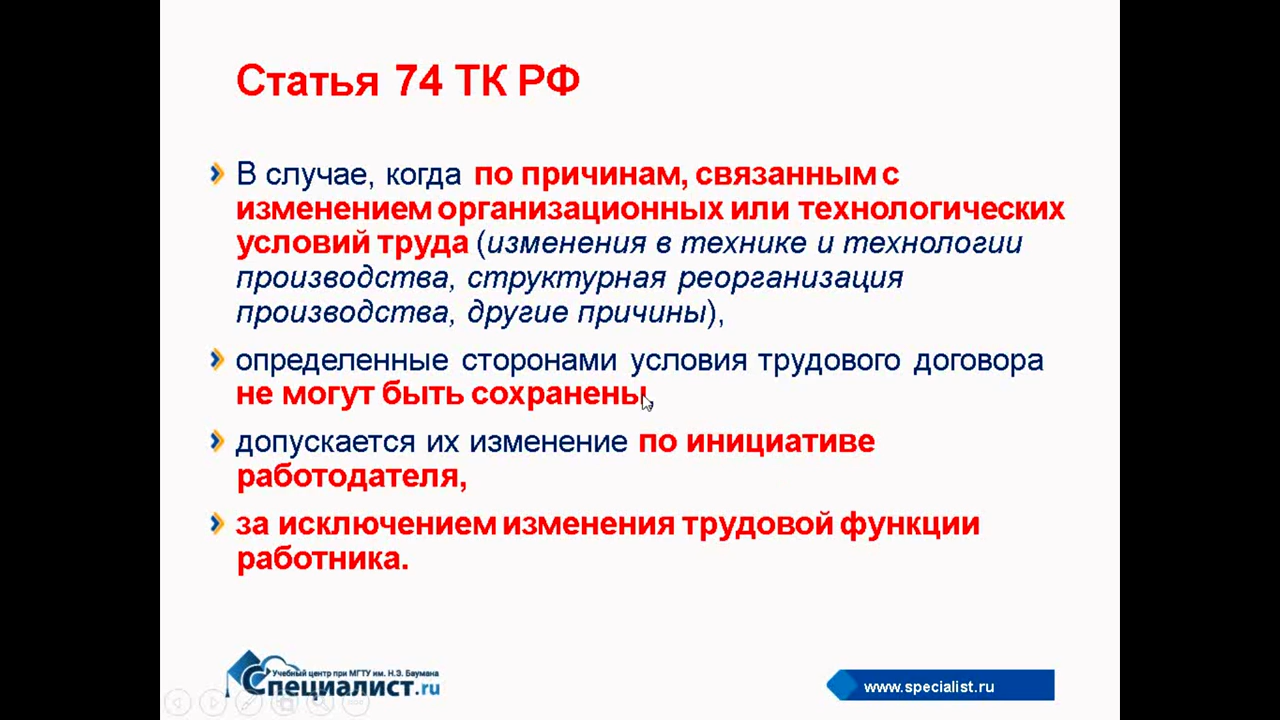 Статья 74 ТК РФ
В случае, когда по причинам, связанным с
изменением организационных или технологических
условий труда (изменения в технике и технологии
производства, структурная реорганизация
производства, другие причины),
определенные сторонами условия трудового договора
не могут быть сохранены,
допускается их изменение по инициативе
работодателя,
за исключением изменения трудовой функции
работника.
Учебный центр при МГТУ им. Н.Э. Баумана
Специалист.ru
www.specialist.ru